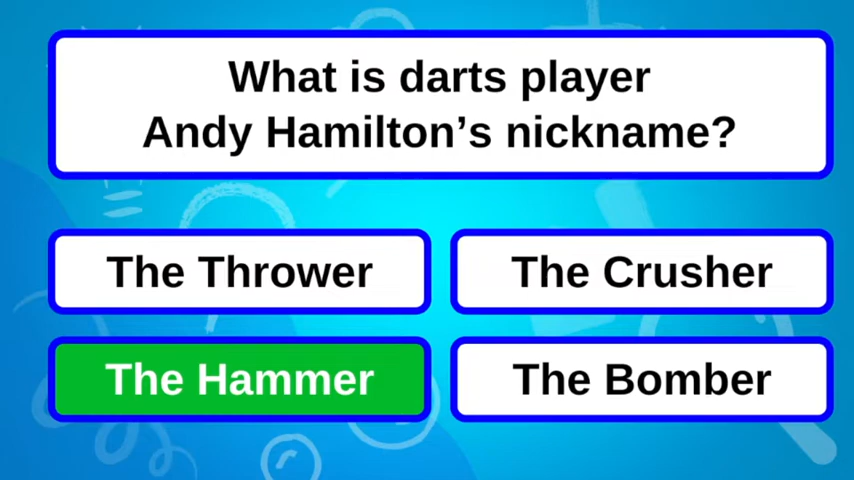 What is darts player
Andy Hamilton’s nickname?
The Thrower
The Crusher
The Hammer
The Bomber